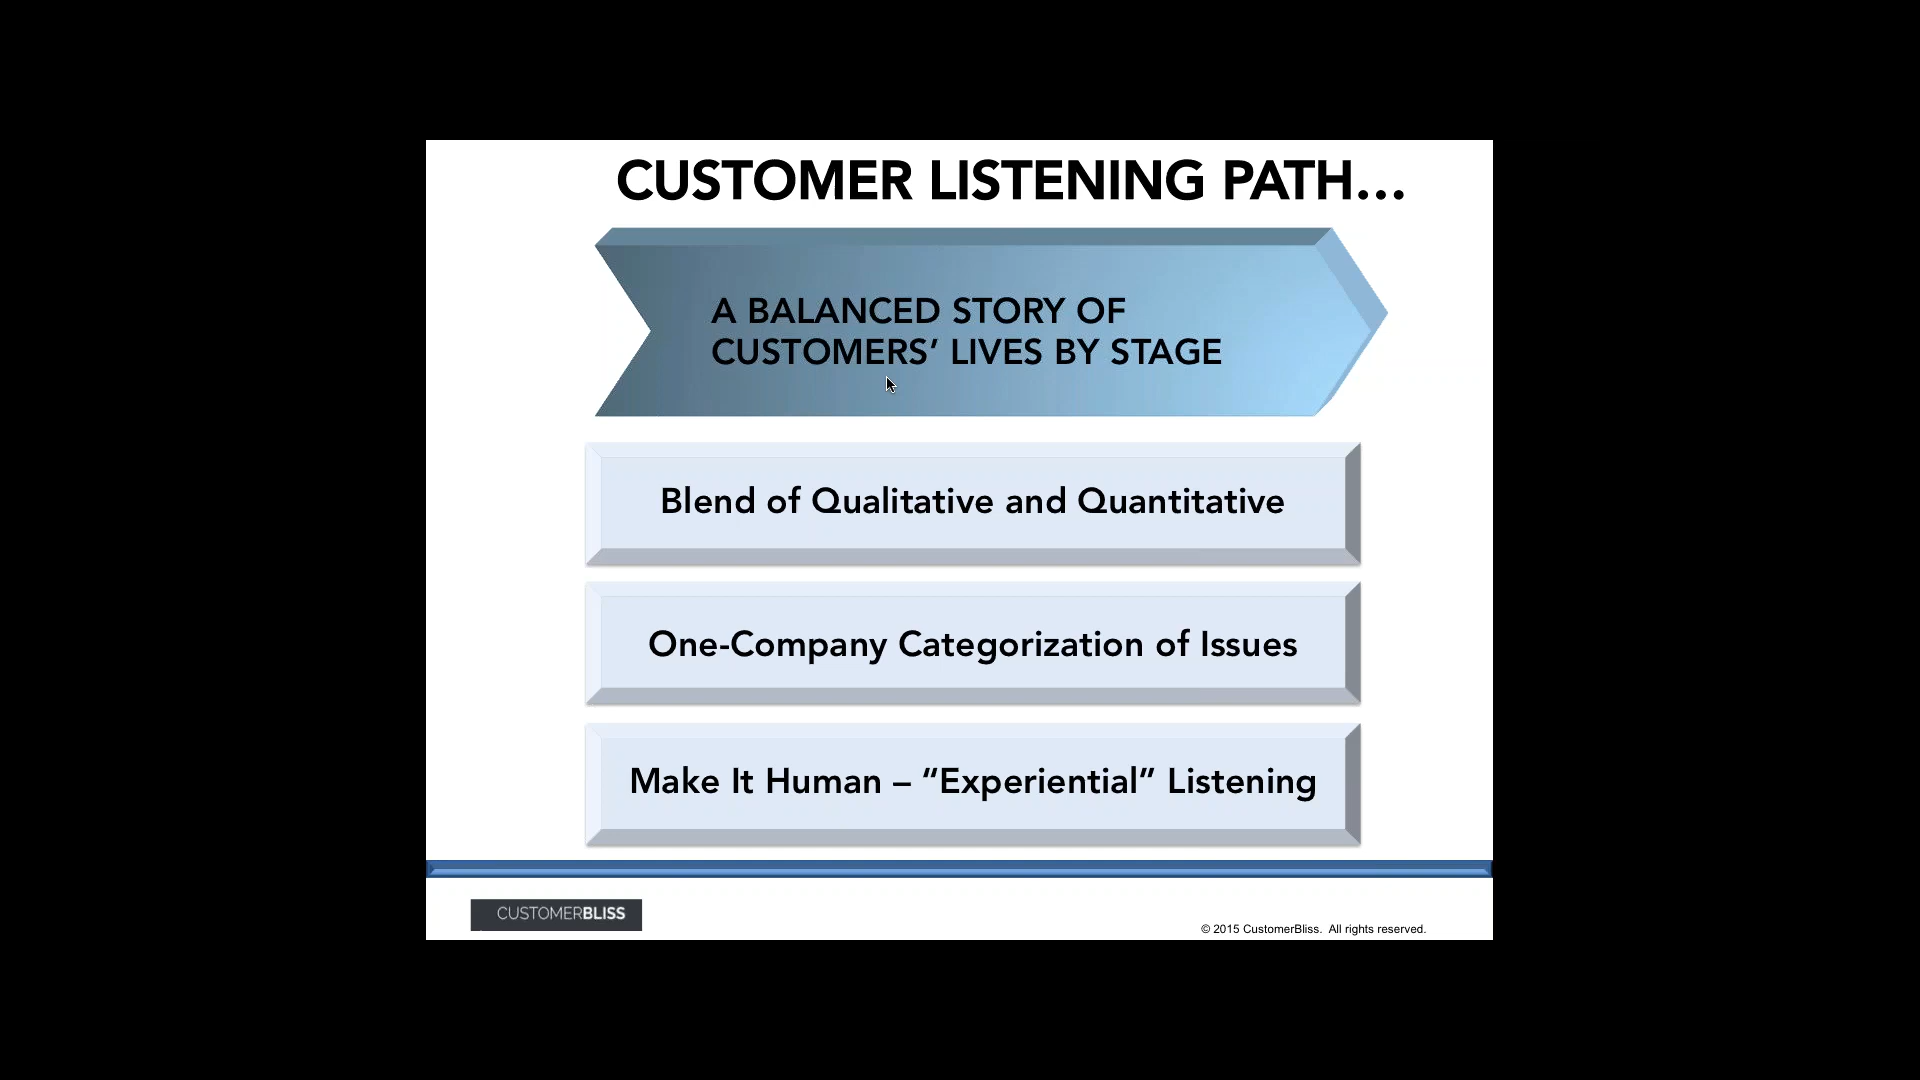 CUSTOMER LISTENING PATH...
A BALANCED STORY OF
CUSTOMERS’ LIVES BY STAGE
Blend of Qualitative and Quantitative
One-Company Categorization of Issues
Make It Human – “Experiential” Listening
CUSTOMERBLISS
© 2015 CustomerBliss. All rights reserved.